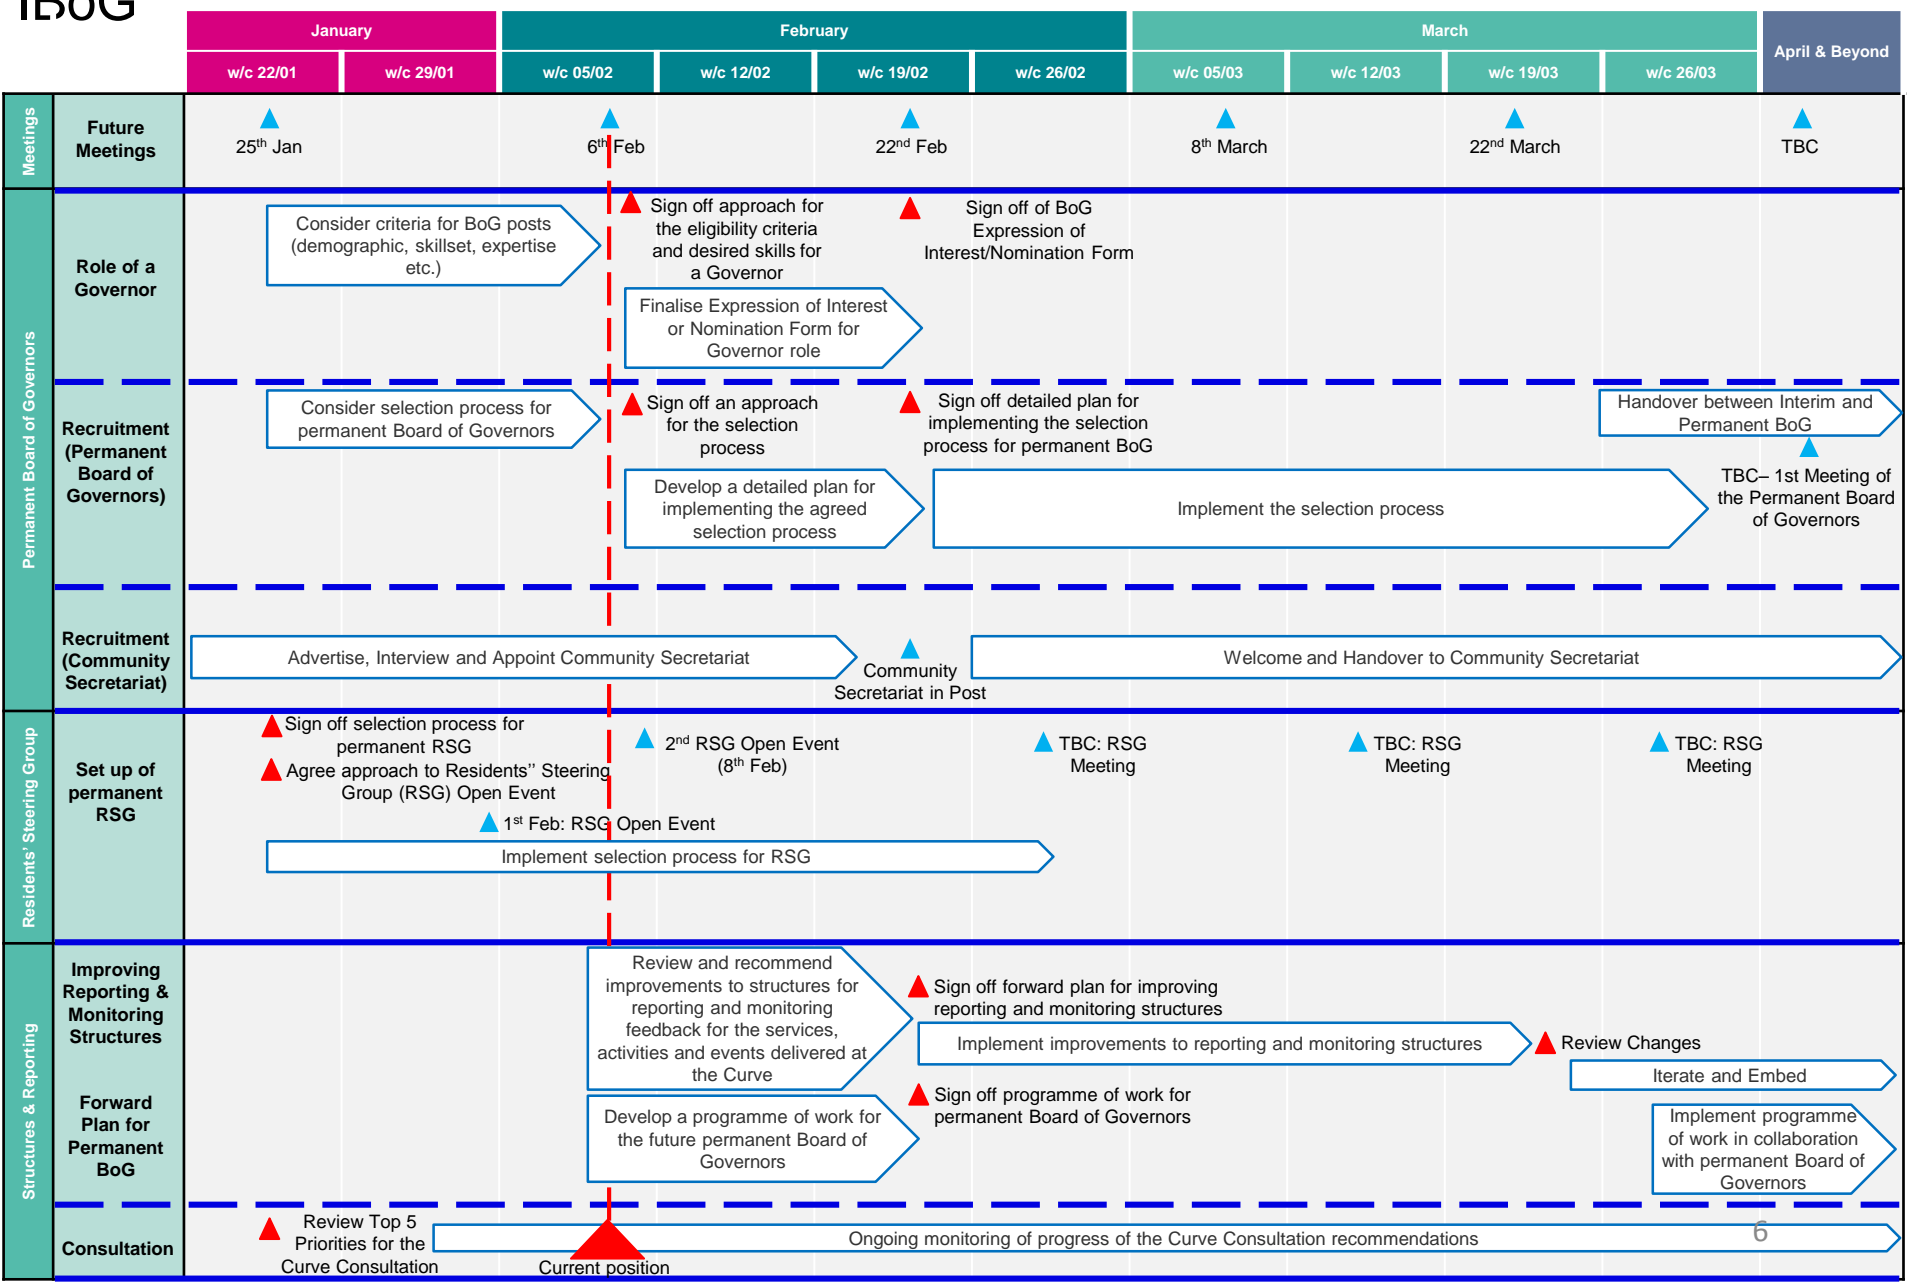 IBoG
January
February
March
April & Beyond
w/c 22/01
w/c 29/01
w/c 05/02
w/c 12/02
w/c 19/02
w/c 26/02
w/c 05/03
w/c 12/03
w/c 19/03
w/c 26/03
Meetings
Future
Meetings
25th Jan
6th Feb
22nd Feb
8th March
22nd March
TBC
Permanent Board of Governors
Role of a
Governor
Consider criteria for BoG posts
(demographic, skillset, expertise
etc.)
Sign off approach for
the eligibility criteria
and desired skills for
a Governor
Sign off of BoG
Expression of
Interest/Nomination Form
Finalise Expression of Interest
or Nomination Form for
Governor role
Recruitment
(Permanent
Board of
Governors)
Consider selection process for
permanent Board of Governors
Sign off an approach
for the selection
process
Sign off detailed plan for
implementing the selection
process for permanent BoG
Handover between Interim and
Permanent BoG
Develop a detailed plan for
implementing the agreed
selection process
Implement the selection process
TBC– 1st Meeting of
the Permanent Board
of Governors
Recruitment
(Community
Secretariat)
Advertise, Interview and Appoint Community Secretariat
Community
Secretariat in Post
Welcome and Handover to Community Secretariat
Residents' Steering Group
Set up of
permanent
RSG
Sign off selection process for
permanent RSG
Agree approach to Residents'' Steering
Group (RSG) Open Event
2nd RSG Open Event
(8th Feb)
TBC: RSG
Meeting
TBC: RSG
Meeting
TBC: RSG
Meeting
1st Feb: RSG Open Event
Implement selection process for RSG
Structures & Reporting
Improving
Reporting &
Monitoring
Structures
Review and recommend
improvements to structures for
reporting and monitoring
feedback for the services,
activities and events delivered at
the Curve
Sign off forward plan for improving
reporting and monitoring structures
Implement improvements to reporting and monitoring structures
Review Changes
Iterate and Embed
Forward
Plan for
Permanent
BoG
Develop a programme of work for
the future permanent Board of
Governors
Sign off programme of work for
permanent Board of Governors
Implement programme
of work in collaboration
with permanent Board of
Governors
Consultation
Review Top 5
Priorities for the
Curve Consultation
Current position
Ongoing monitoring of progress of the Curve Consultation recommendations
6